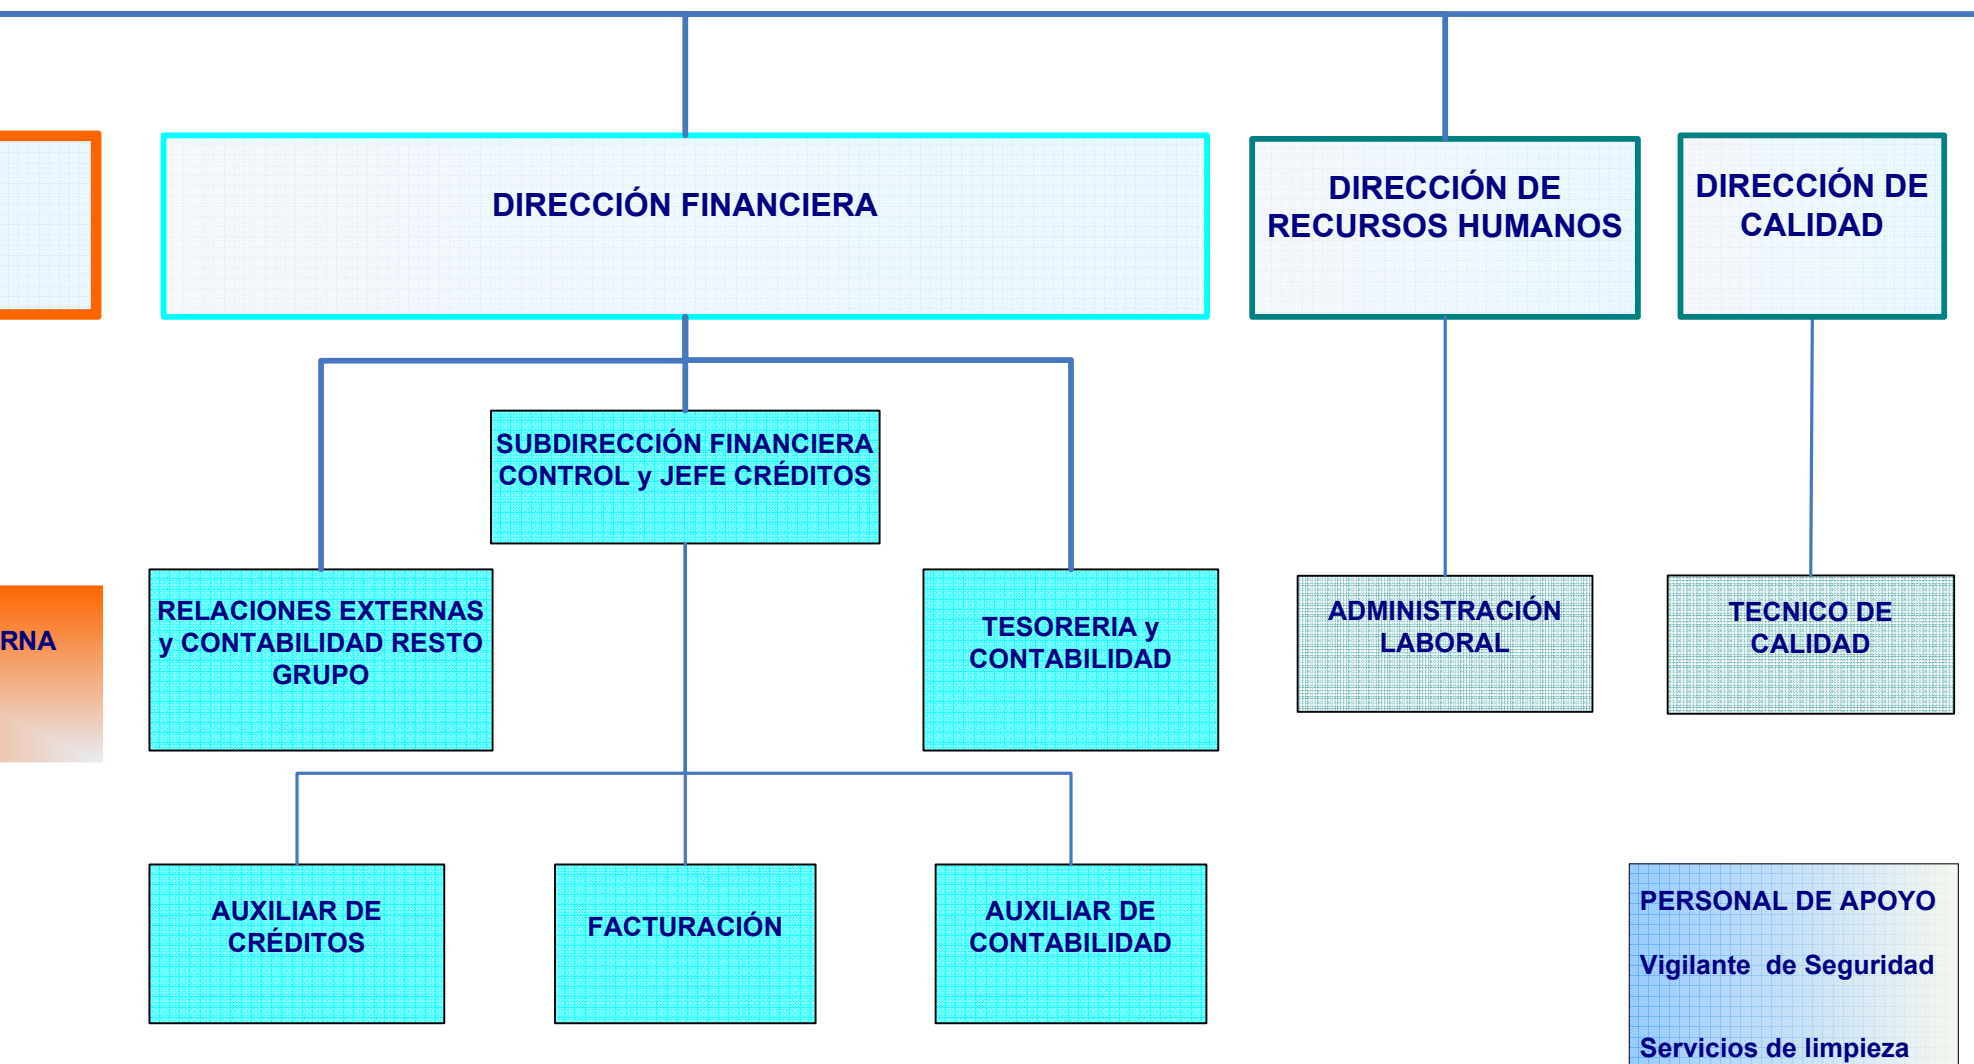 DIRECCIÓN FINANCIERA
DIRECCIÓN DE
RECURSOS HUMANOS
DIRECCIÓN DE
CALIDAD
SUBDIRECCIÓN FINANCIERA
CONTROL y JEFE CRÉDITOS
RNA
RELACIONES EXTERNAS
y CONTABILIDAD RESTO
GRUPO
TESORERIA y
CONTABILIDAD
ADMINISTRACIÓN
LABORAL
TECNICO DE
CALIDAD
AUXILIAR DE
CRÉDITOS
FACTURACIÓN
AUXILIAR DE
CONTABILIDAD
PERSONAL DE APOYO
Vigilante  de Seguridad
Servicios de limpieza